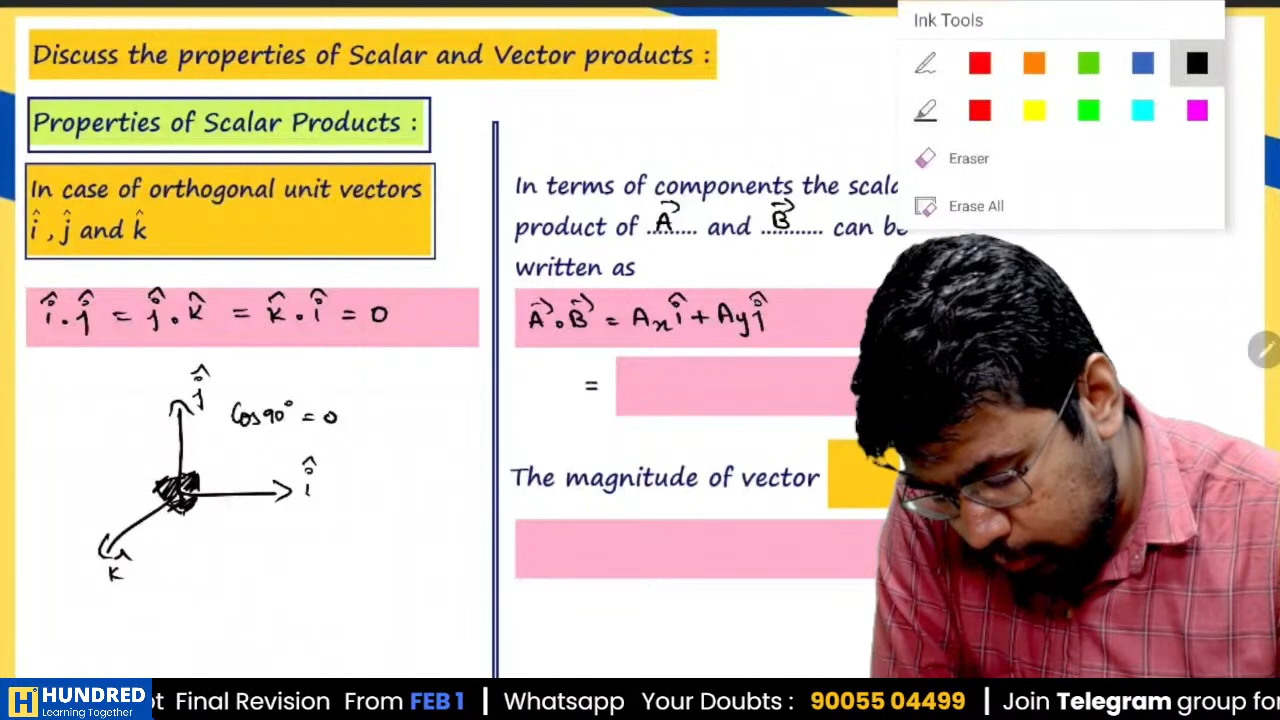 Discuss the properties of Scalar and Vector products :
Properties of Scalar Products :
In case of orthogonal unit vectors
î , ĵ and k̂
î . ĵ = ĵ . k̂ = k̂ . î = 0
ĵ
Cos 90° = 0
î
k̂
In terms of components the
product of ...A⃗... and ...B⃗... can be
written as
A⃗ . B⃗ = Axî + Ayĵ
=
The magnitude of vector
Ink Tools
Eraser
Erase All
HUNDRED
Learning Together
Final Revision From FEB 1 | Whatsapp Your Doubts : 90055 04499 | Join Telegram group